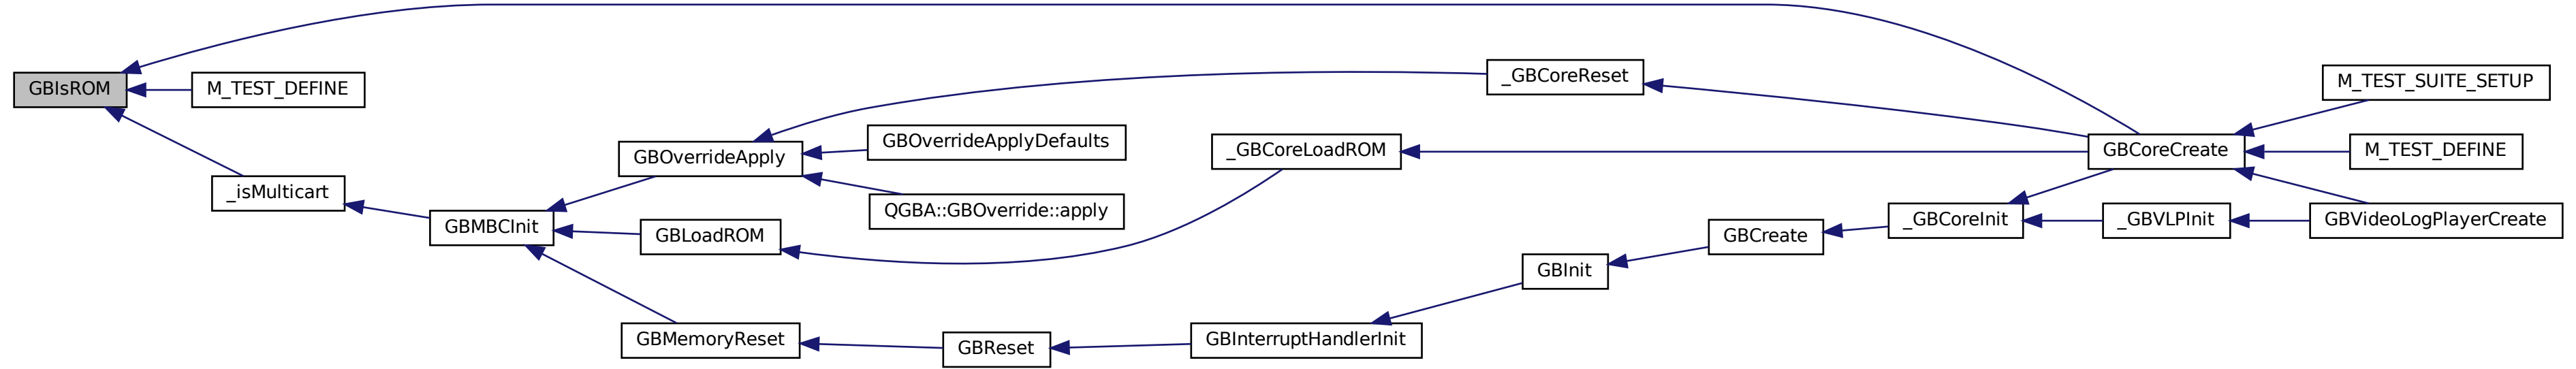 GBIsROM
M_TEST_DEFINE
_isMulticart
GBMBCInit
GBOverrideApply
GBLoadROM
GBMemoryReset
GBOverrideApplyDefaults
QGBA::GBOverride::apply
GBReset
_GBCoreLoadROM
GBInterruptHandlerInit
_GBCoreReset
GBInit
GBCreate
_GBCoreInit
GBCoreCreate
_GBVLPInit
M_TEST_SUITE_SETUP
M_TEST_DEFINE
GBVideoLogPlayerCreate